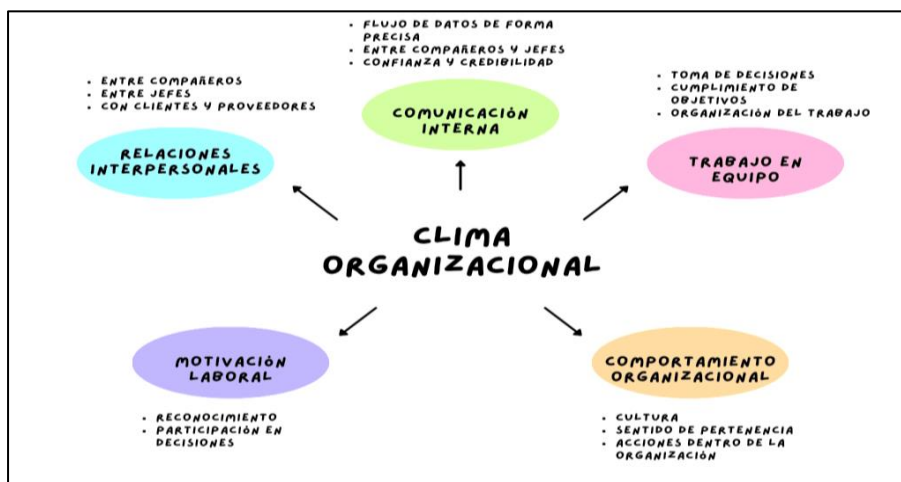 FLUJO DE DATOS DE FORMA
PRECISA
ENTRE COMPAÑEROS Y JEFES
CONFIANZA Y CREDIBILIDAD
COMUNICACIÓN
INTERNA
ENTRE COMPAÑEROS
ENTRE JEFES
CON CLIENTES Y PROVEEDORES
RELACIONES
INTERPERSONALES
TOMA DE DECISIONES
CUMPLIMIENTO DE
OBJETIVOS
ORGANIZACIÓN DEL TRABAJO
TRABAJO EN
EQUIPO
CLIMA
ORGANIZACIONAL
MOTIVACIÓN
LABORAL
RECONOCIMIENTO
PARTICIPACIÓN EN
DECISIONES
COMPORTAMIENTO
ORGANIZACIONAL
CULTURA
SENTIDO DE PERTENENCIA
ACCIONES DENTRO DE LA
ORGANIZACIÓN